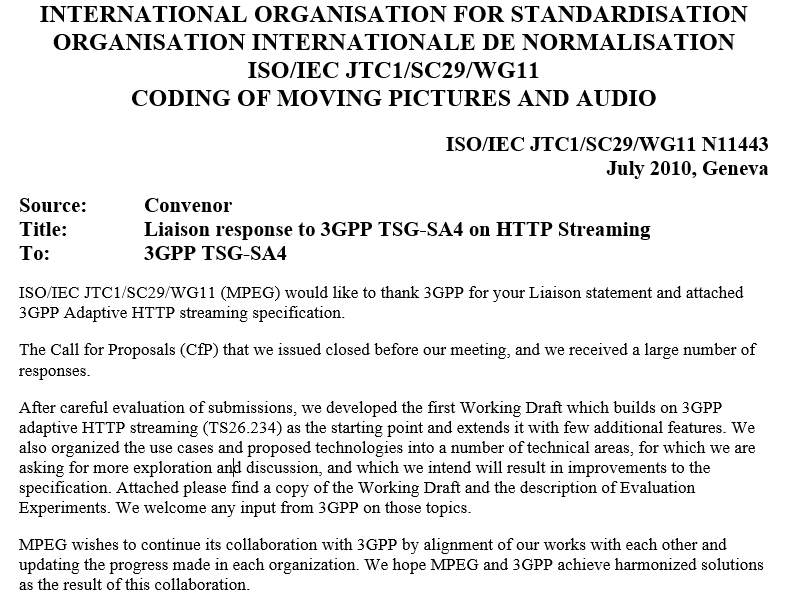 INTERNATIONAL ORGANISATION FOR STANDARDISATION
ORGANISATION INTERNATIONALE DE NORMALISATION
ISO/IEC JTC1/SC29/WG11
CODING OF MOVING PICTURES AND AUDIO
ISO/IEC JTC1/SC29/WG11 N11443
July 2010, Geneva
Source: Convenor
Title: Liaison response to 3GPP TSG-SA4 on HTTP Streaming
To: 3GPP TSG-SA4
ISO/IEC JTC1/SC29/WG11 (MPEG) would like to thank 3GPP for your Liaison statement and attached
3GPP Adaptive HTTP streaming specification.
The Call for Proposals (CfP) that we issued closed before our meeting, and we received a large number of
responses.
After careful evaluation of submissions, we developed the first Working Draft which builds on 3GPP
adaptive HTTP streaming (TS26.234) as the starting point and extends it with few additional features. We
also organized the use cases and proposed technologies into a number of technical areas, for which we are
asking for more exploration and discussion, and which we intend will result in improvements to the
specification. Attached please find a copy of the Working Draft and the description of Evaluation
Experiments. We welcome any input from 3GPP on those topics.
MPEG wishes to continue its collaboration with 3GPP by alignment of our works with each other and
updating the progress made in each organization. We hope MPEG and 3GPP achieve harmonized solutions
as the result of this collaboration.